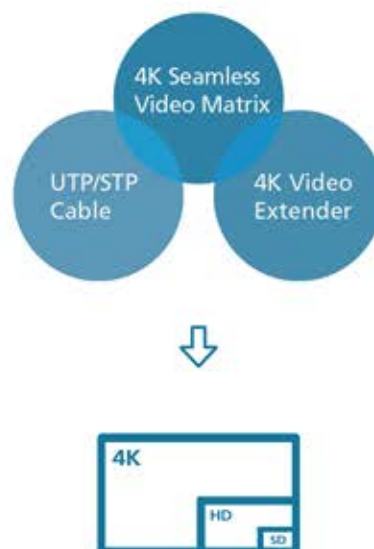 4K Seamless
Video Matrix
UTP/STP
Cable
4K Video
Extender
4K
HD
SD